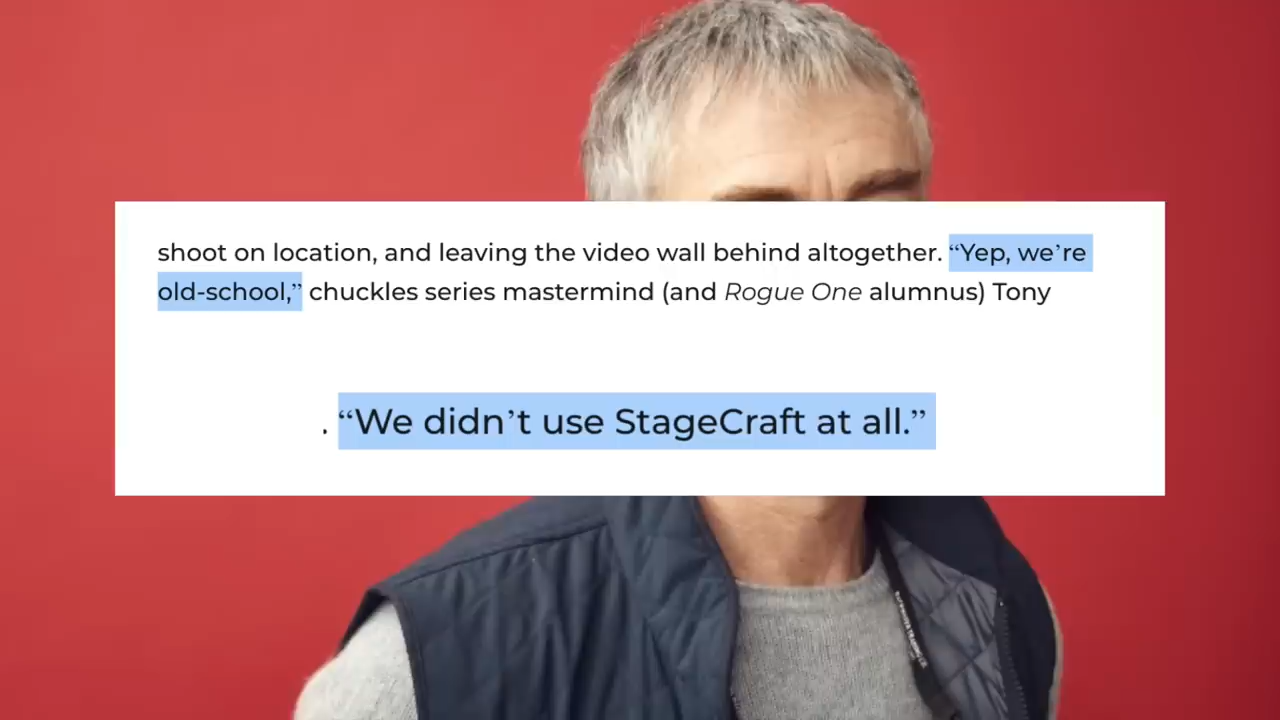 shoot on location, and leaving the video wall behind altogether. “Yep, we’re
old-school,” chuckles series mastermind (and Rogue One alumnus) Tony
. “We didn’t use StageCraft at all.”